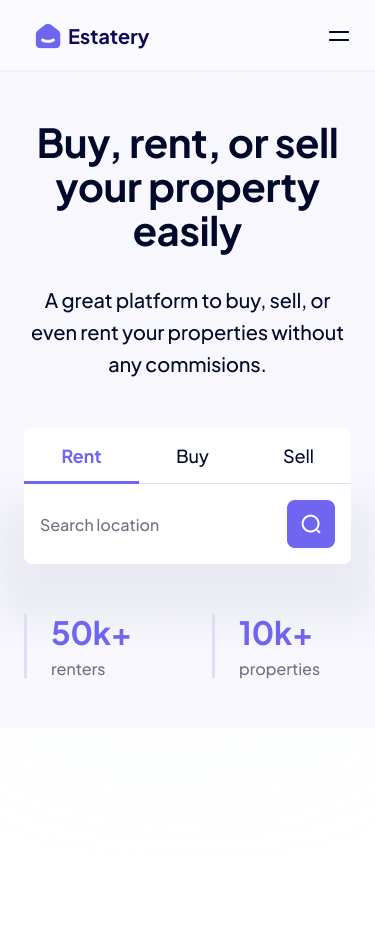 Estatery
Buy, rent, or sell
your property
easily
A great platform to buy, sell, or
even rent your properties without
any commisions.
Rent Buy Sell
Search location
50k+ 10k+
renters properties